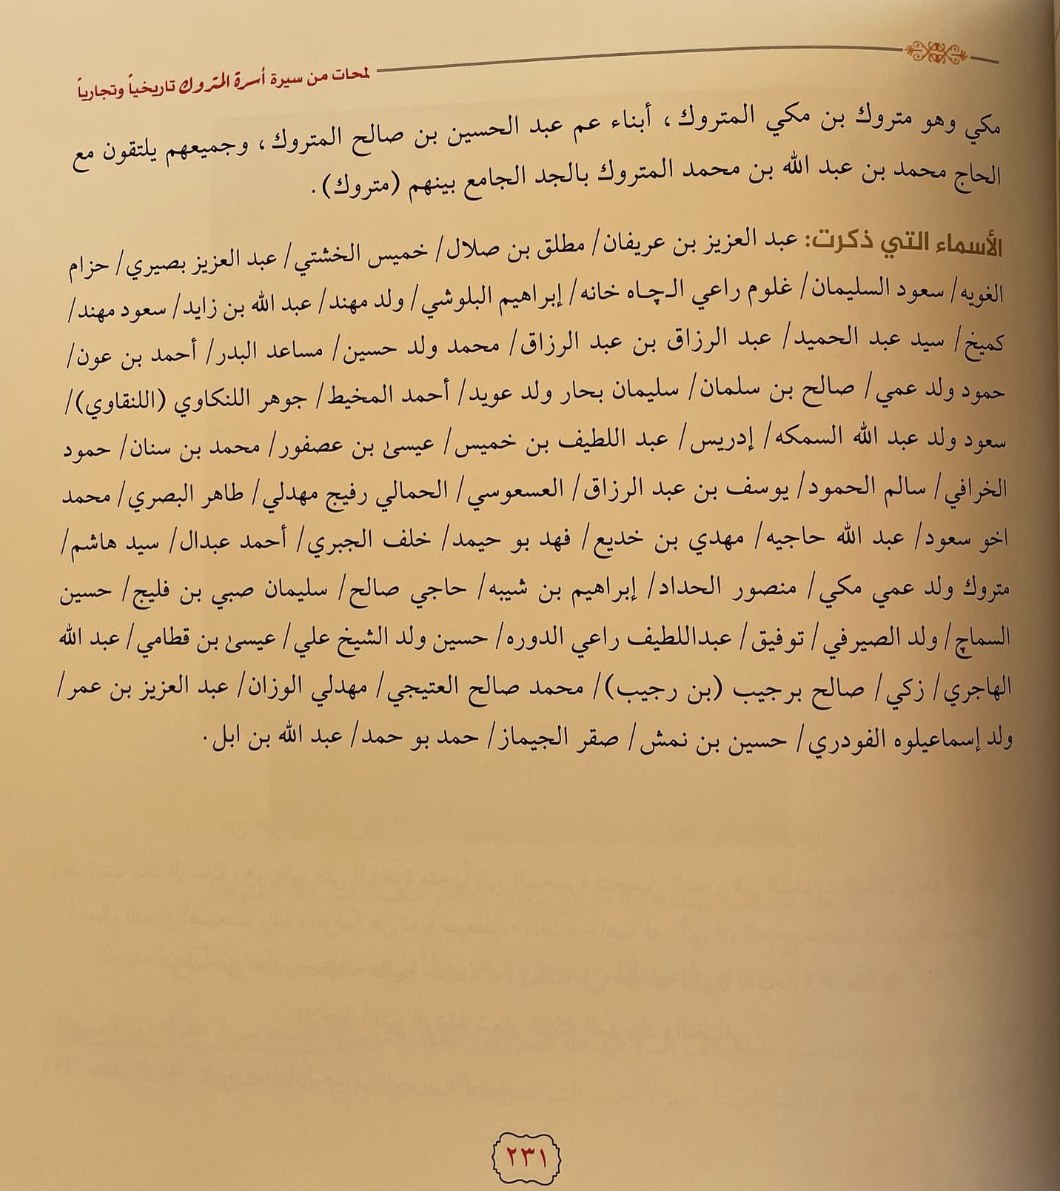 لمحات من سيرة أسرة المتروك تاريخياً وتجارياً
مكي وهو متروك بن مكي المتروك، أبناء عم عبد الحسين بن صالح المتروك، وجميعهم يلتقون مع
الحاج محمد بن عبد الله بن محمد المتروك بالجد الجامع بينهم (متروك).
الأسماء التي ذكرت: عبد العزيز بن عريفان/ مطلق بن صلال/ خميس الخشتي/ عبد العزيز بصيري/ حزام
الغويه/ سعود السليمان/ غلوم راعي الـچـاه خانه/ إبراهيم البلوشي/ ولد مهند/ عبد الله بن زايد/ سعود مهند/
كميخ/ سيد عبد الحميد/ عبد الرزاق بن عبد الرزاق/ محمد ولد حسين/ مساعد البدر/ أحمد بن عون/
حمود ولد عمي/ صالح بن سلمان/ سليمان بحار ولد عويد/ أحمد المخيط/ جوهر اللنكاوي (اللنقاوي)/
سعود ولد عبد الله السمكه/ إدريس/ عبد اللطيف بن خميس/ عيسىٰ بن عصفور/ محمد بن سنان/ حمود
الخرافي/ سالم الحمود/ يوسف بن عبد الرزاق/ العسعوسي/ الحمالي رفيج مهدلي/ طاهر البصري/ محمد
اخو سعود/ عبد الله حاجيه/ مهدي بن خديع/ فهد بو حيمد/ خلف الجبري/ أحمد عبدال/ سيد هاشم/
متروك ولد عمي مكي/ منصور الحداد/ إبراهيم بن شيبه/ حاجي صالح/ سليمان صبي بن فليج/ حسين
السماچ/ ولد الصيرفي/ توفيق/ عبداللطيف راعي الدوره/ حسين ولد الشيخ علي/ عيسىٰ بن قطامي/ عبد الله
الهاجري/ زكي/ صالح برجيب (بن رجيب)/ محمد صالح العتيجي/ مهدلي الوزان/ عبد العزيز بن عمر/
ولد إسماعيلوه الفودري/ حسين بن نمش/ صقر الجيماز/ حمد بو حمد/ عبد الله بن ابل.
٢٣١